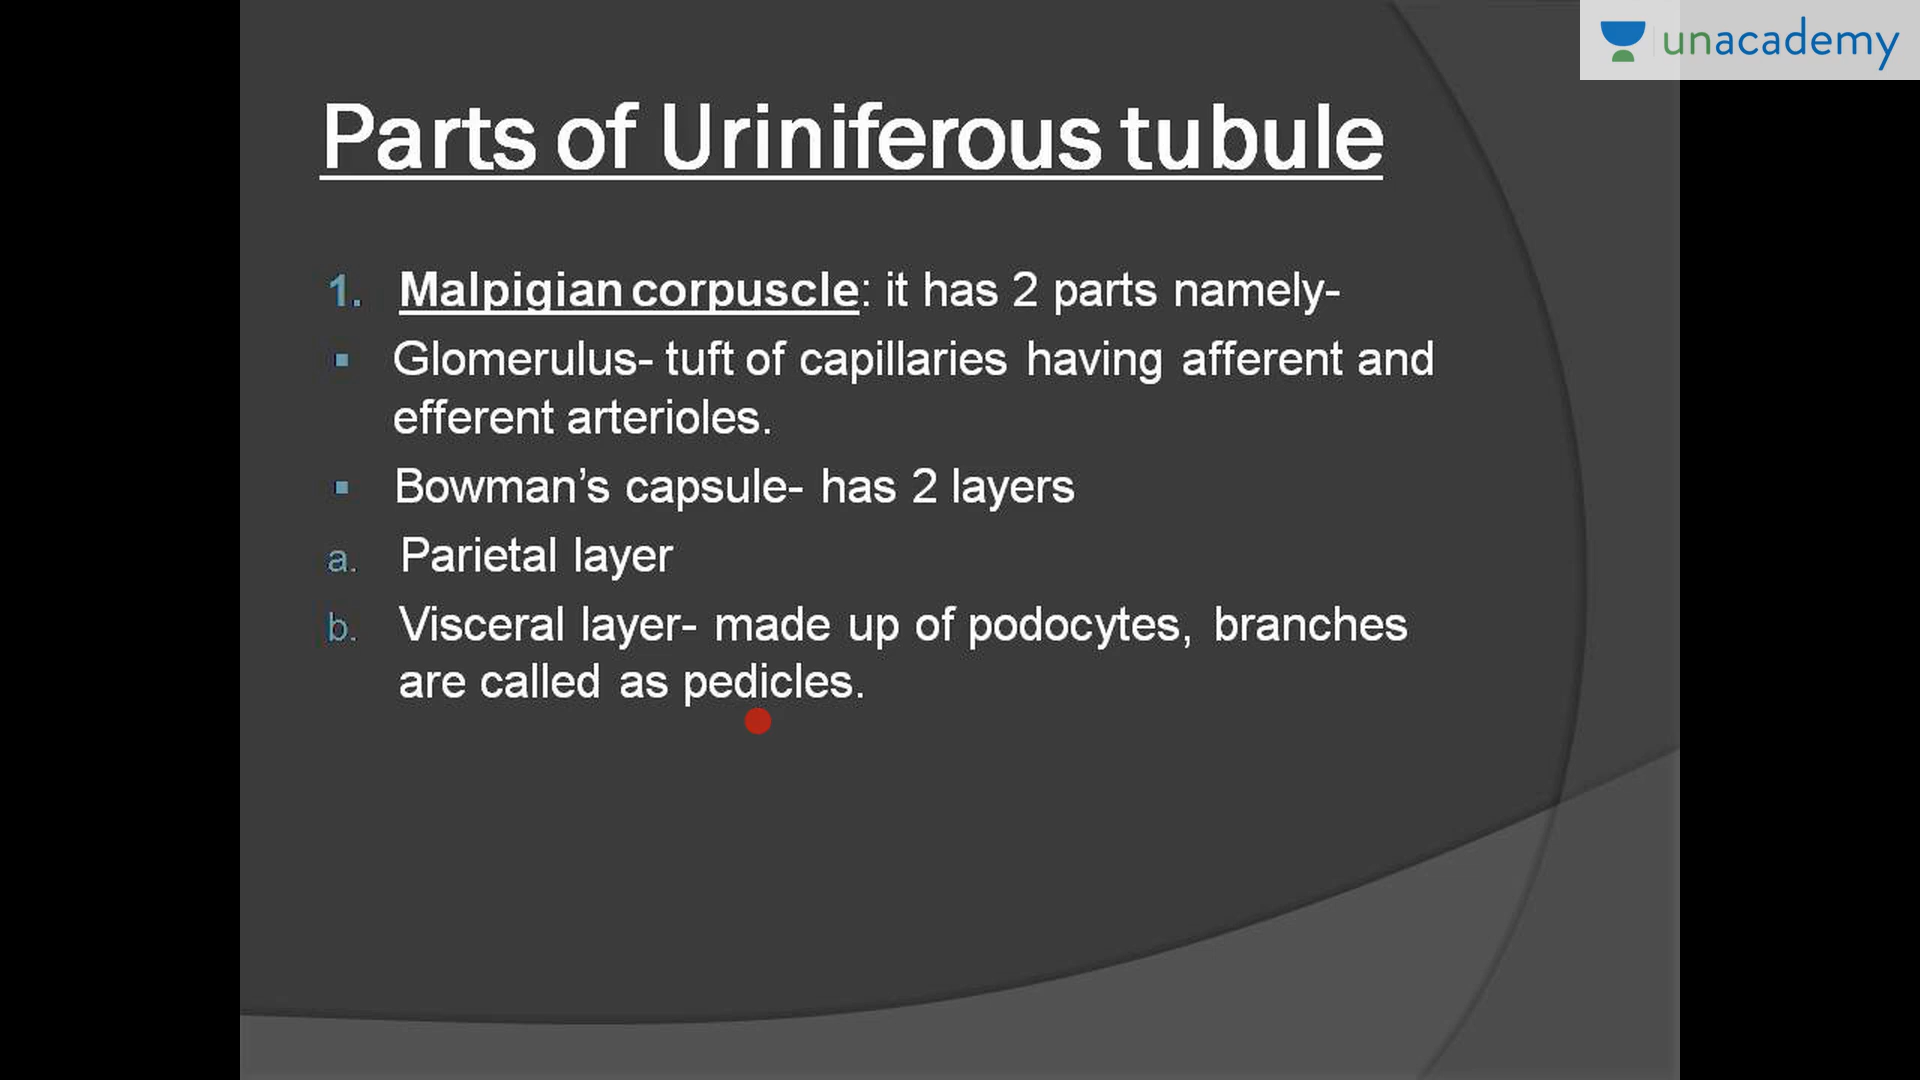 unacademy
Parts of Uriniferous tubule
1. Malpigian corpuscle: it has 2 parts namely-
▪ Glomerulus- tuft of capillaries having afferent and
efferent arterioles.
▪ Bowman’s capsule- has 2 layers
a. Parietal layer
b. Visceral layer- made up of podocytes, branches
are called as pedicles.